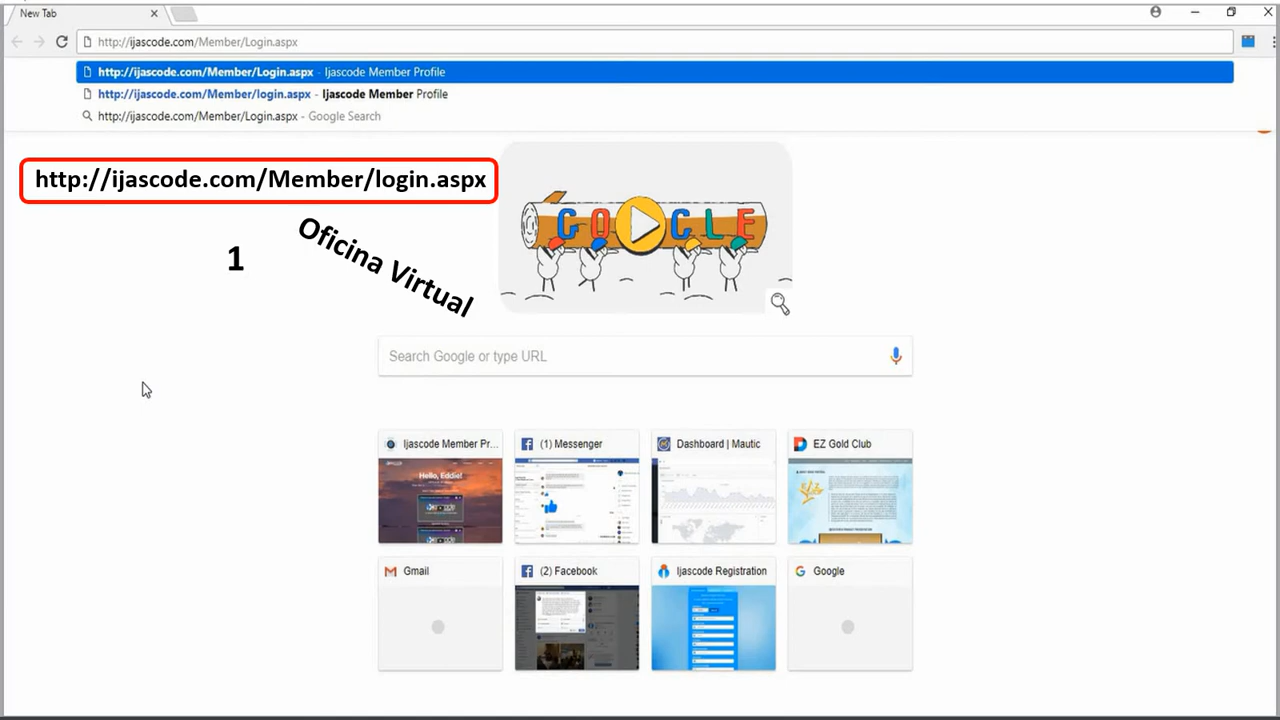 New Tab
http://ijascode.com/Member/Login.aspx
http://ijascode.com/Member/Login.aspx - Ijascode Member Profile
http://ijascode.com/Member/login.aspx - Ijascode Member Profile
http://ijascode.com/Member/Login.aspx - Google Search
http://ijascode.com/Member/login.aspx
1
Oficina Virtual
GOOGLE
Search Google or type URL
Ijascode Member Pr...
(1) Messenger
Dashboard | Mautic
EZ Gold Club
Hello, Eddie!
Gmail
(2) Facebook
Ijascode Registration
Google